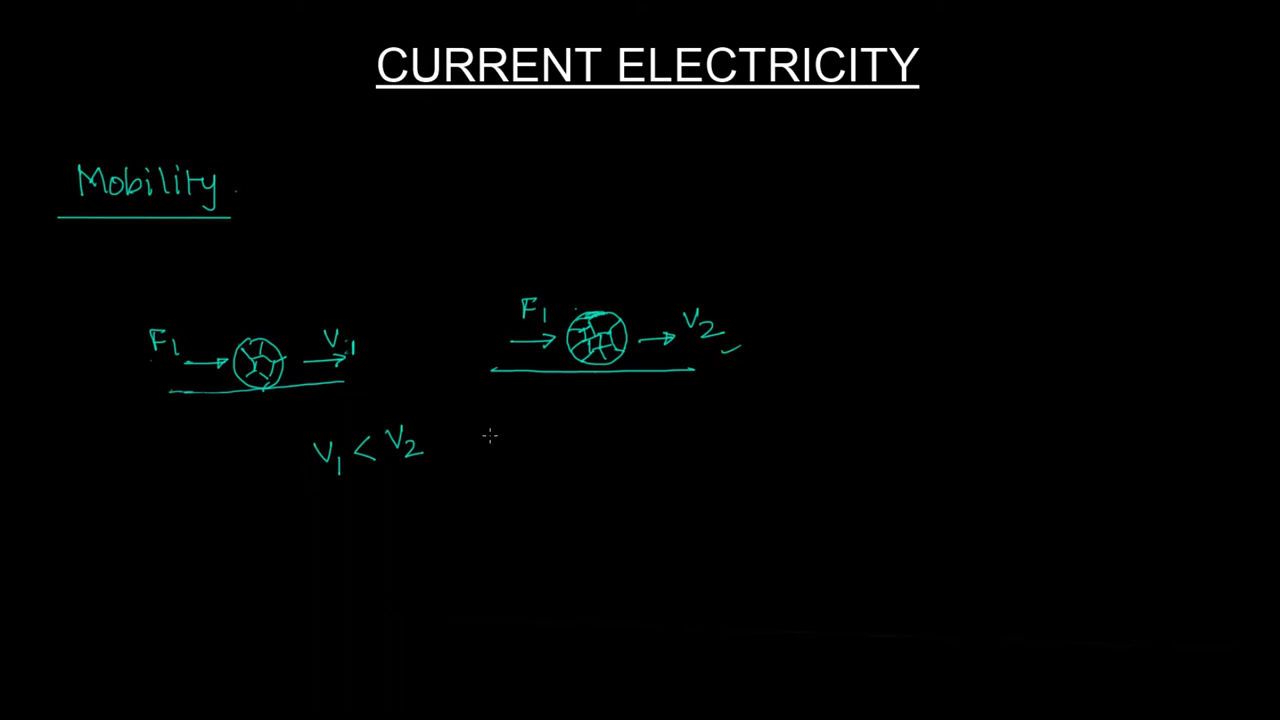 CURRENT ELECTRICITY
Mobility.
F1 V1
F1 V2
V1 < V2